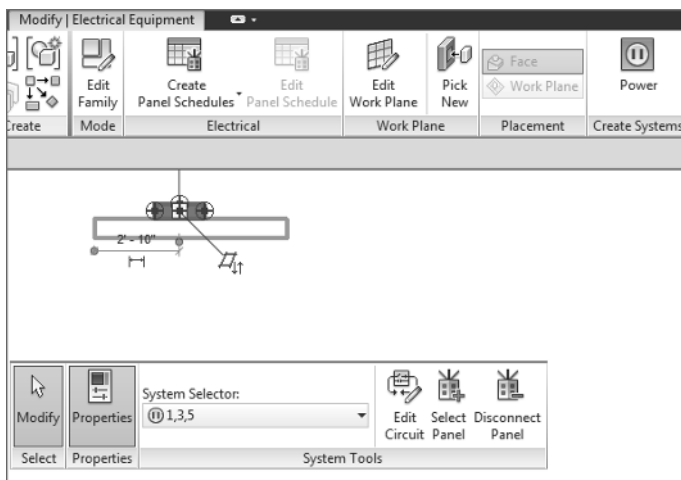 Modify | Electrical Equipment
Edit Family
Create Panel Schedules
Edit Panel Schedule
Edit Work Plane
Pick New
Face
Work Plane
Power
Create
Mode
Electrical
Work Plane
Placement
Create Systems
2' - 10"
Modify
Properties
System Selector:
1,3,5
Edit Circuit
Select Panel
Disconnect Panel
Select
Properties
System Tools